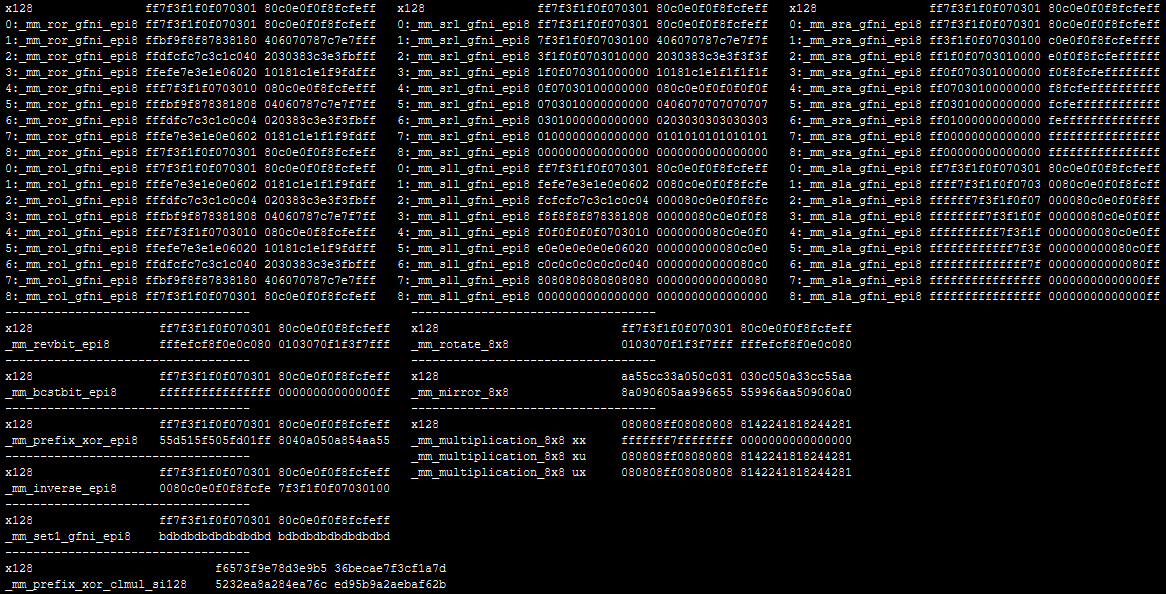 x128 ff7f3f1f0f070301 80c0e0f0f8fcfeff x128 ff7f3f1f0f070301 80c0e0f0f8fcfeff x128 ff7f3f1f0f070301 80c0e0f0f8fcfeff
0:_mm_ror_gfni_epi8 ff7f3f1f0f070301 80c0e0f0f8fcfeff 0:_mm_srl_gfni_epi8 ff7f3f1f0f070301 80c0e0f0f8fcfeff 0:_mm_sra_gfni_epi8 ff7f3f1f0f070301 80c0e0f0f8fcfeff
1:_mm_ror_gfni_epi8 ffbf9f8f87838180 406070787c7e7fff 1:_mm_srl_gfni_epi8 7f3f1f0f07030100 406070787c7e7f7f 1:_mm_sra_gfni_epi8 ff3f1f0f07030100 c0e0f0f8fcfeffff
2:_mm_ror_gfni_epi8 ffdfcfc7c3c1c040 2030383c3e3fbfff 2:_mm_srl_gfni_epi8 3f1f0f0703010000 2030383c3e3f3f3f 2:_mm_sra_gfni_epi8 ff1f0f0703010000 e0f0f8fcfeffffff
3:_mm_ror_gfni_epi8 ffefe7e3e1e06020 10181c1e1f9fdfff 3:_mm_srl_gfni_epi8 1f0f070301000000 10181c1e1f1f1f1f 3:_mm_sra_gfni_epi8 ff0f070301000000 f0f8fcfeffffffff
4:_mm_ror_gfni_epi8 fff7f3f1f0703010 080c0e0f8fcfefff 4:_mm_srl_gfni_epi8 0f07030100000000 080c0e0f0f0f0f0f 4:_mm_sra_gfni_epi8 ff07030100000000 f8fcfeffffffffff
5:_mm_ror_gfni_epi8 fffbf9f878381808 04060787c7e7f7ff 5:_mm_srl_gfni_epi8 0703010000000000 0406070707070707 5:_mm_sra_gfni_epi8 ff03010000000000 fcfeffffffffffff
6:_mm_ror_gfni_epi8 fffdfc7c3c1c0c04 020383c3e3f3fbff 6:_mm_srl_gfni_epi8 0301000000000000 0203030303030303 6:_mm_sra_gfni_epi8 ff01000000000000 feffffffffffffff
7:_mm_ror_gfni_epi8 fffe7e3e1e0e0602 0181c1e1f1f9fdff 7:_mm_srl_gfni_epi8 0100000000000000 0101010101010101 7:_mm_sra_gfni_epi8 ff00000000000000 ffffffffffffffff
8:_mm_ror_gfni_epi8 ff7f3f1f0f070301 80c0e0f0f8fcfeff 8:_mm_srl_gfni_epi8 0000000000000000 0000000000000000 8:_mm_sra_gfni_epi8 ff00000000000000 ffffffffffffffff
0:_mm_rol_gfni_epi8 ff7f3f1f0f070301 80c0e0f0f8fcfeff 0:_mm_sll_gfni_epi8 ff7f3f1f0f070301 80c0e0f0f8fcfeff 0:_mm_sla_gfni_epi8 ff7f3f1f0f070301 80c0e0f0f8fcfeff
1:_mm_rol_gfni_epi8 fffe7e3e1e0e0602 0181c1e1f1f9fdff 1:_mm_sll_gfni_epi8 fefe7e3e1e0e0602 0080c0e0f0f8fcfe 1:_mm_sla_gfni_epi8 ffff7f3f1f0f0703 0080c0e0f0f8fcff
2:_mm_rol_gfni_epi8 fffdfc7c3c1c0c04 020383c3e3f3fbff 2:_mm_sll_gfni_epi8 fcfcfc7c3c1c0c04 000080c0e0f0f8fc 2:_mm_sla_gfni_epi8 ffffff7f3f1f0f07 000080c0e0f0f8ff
3:_mm_rol_gfni_epi8 fffbf9f878381808 04060787c7e7f7ff 3:_mm_sll_gfni_epi8 f8f8f8f878381808 00000080c0e0f0f8 3:_mm_sla_gfni_epi8 ffffffff7f3f1f0f 00000080c0e0f0ff
4:_mm_rol_gfni_epi8 fff7f3f1f0703010 080c0e0f8fcfefff 4:_mm_sll_gfni_epi8 f0f0f0f0f0703010 0000000080c0e0f0 4:_mm_sla_gfni_epi8 ffffffffff7f3f1f 0000000080c0e0ff
5:_mm_rol_gfni_epi8 ffefe7e3e1e06020 10181c1e1f9fdfff 5:_mm_sll_gfni_epi8 e0e0e0e0e0e06020 000000000080c0e0 5:_mm_sla_gfni_epi8 ffffffffffff7f3f 000000000080c0ff
6:_mm_rol_gfni_epi8 ffdfcfc7c3c1c040 2030383c3e3fbfff 6:_mm_sll_gfni_epi8 c0c0c0c0c0c0c040 00000000000080c0 6:_mm_sla_gfni_epi8 ffffffffffffff7f 00000000000080ff
7:_mm_rol_gfni_epi8 ffbf9f8f87838180 406070787c7e7fff 7:_mm_sll_gfni_epi8 8080808080808080 0000000000000080 7:_mm_sla_gfni_epi8 ffffffffffffffff 00000000000000ff
8:_mm_rol_gfni_epi8 ff7f3f1f0f070301 80c0e0f0f8fcfeff 8:_mm_sll_gfni_epi8 0000000000000000 0000000000000000 8:_mm_sla_gfni_epi8 ffffffffffffffff 00000000000000ff
----------------------------------- -----------------------------------
x128 ff7f3f1f0f070301 80c0e0f0f8fcfeff x128 ff7f3f1f0f070301 80c0e0f0f8fcfeff
_mm_revbit_epi8 fffefcf8f0e0c080 0103070f1f3f7fff _mm_rotate_8x8 0103070f1f3f7fff fffefcf8f0e0c080
----------------------------------- -----------------------------------
x128 ff7f3f1f0f070301 80c0e0f0f8fcfeff x128 aa55cc33a050c031 030c050a33cc55aa
_mm_bcstbit_epi8 ffffffffffffffff 00000000000000ff _mm_mirror_8x8 8a090605aa996655 559966aa509060a0
----------------------------------- -----------------------------------
x128 ff7f3f1f0f070301 80c0e0f0f8fcfeff x128 080808ff08080808 8142241818244281
_mm_prefix_xor_epi8 55d515f505fd01ff 8040a050a854aa55 _mm_multiplication_8x8 xx ffffffff7fffffff 0000000000000000
----------------------------------- _mm_multiplication_8x8 xu 080808ff08080808 8142241818244281
x128 ff7f3f1f0f070301 80c0e0f0f8fcfeff _mm_multiplication_8x8 ux 080808ff08080808 8142241818244281
_mm_inverse_epi8 0080c0e0f0f8fcfe 7f3f1f0f07030100
-----------------------------------
x128 ff7f3f1f0f070301 80c0e0f0f8fcfeff
_mm_set1_gfni_epi8 bdbdbdbdbdbdbdbd bdbdbdbdbdbdbdbd
-----------------------------------
x128 f6573f9e78d3e9b5 36becae7f3cf1a7d
_mm_prefix_xor_clmul_si128 5232ea8a284ea76c ed95b9a2aebaf62b